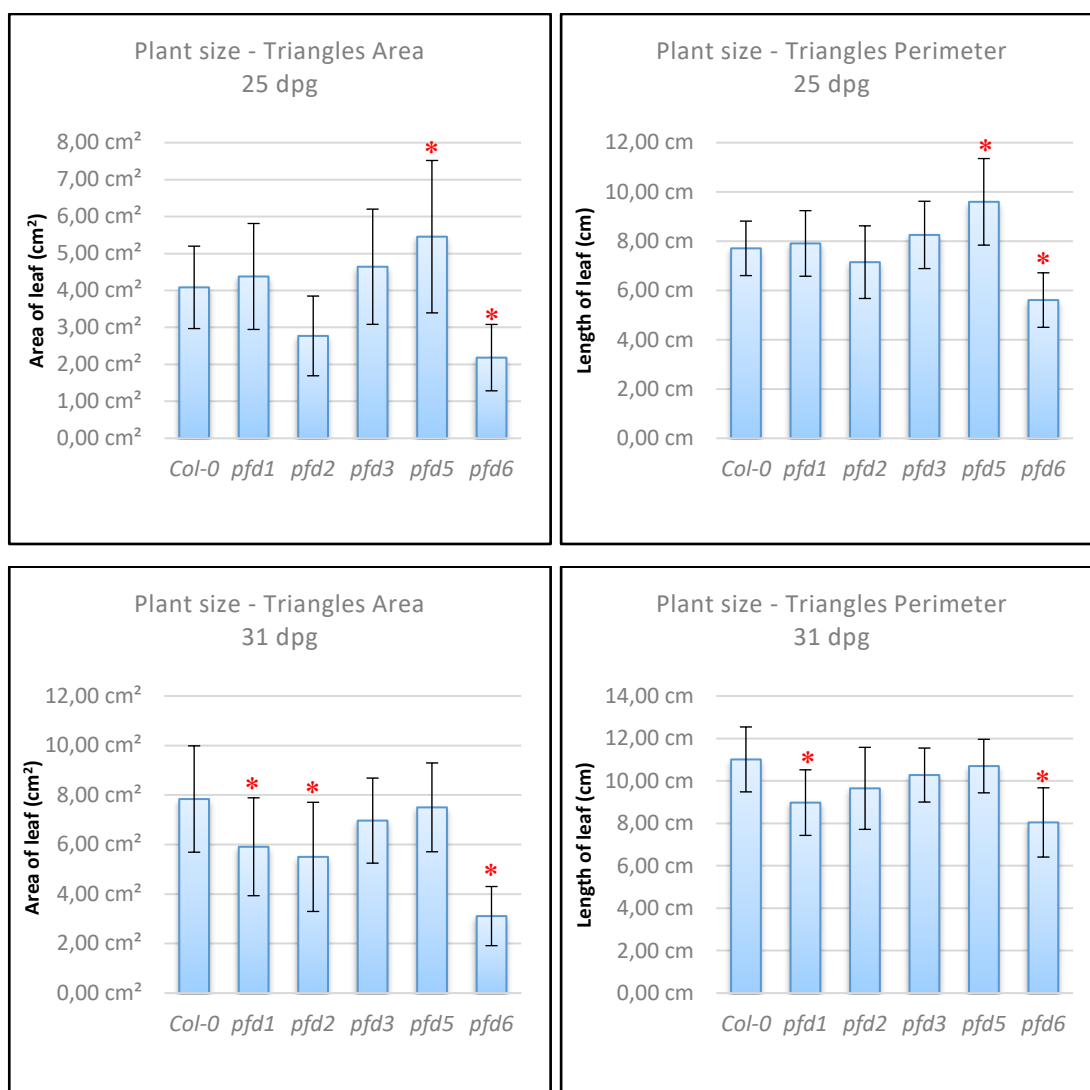 Plant size - Triangles Area
25 dpg
Area of leaf (cm²)
8,00 cm²
7,00 cm²
6,00 cm²
5,00 cm²
4,00 cm²
3,00 cm²
2,00 cm²
1,00 cm²
0,00 cm²
* *
Col-0 pfd1 pfd2 pfd3 pfd5 pfd6
Plant size - Triangles Perimeter
25 dpg
Length of leaf (cm)
12,00 cm
10,00 cm
8,00 cm
6,00 cm
4,00 cm
2,00 cm
0,00 cm
* *
Col-0 pfd1 pfd2 pfd3 pfd5 pfd6
Plant size - Triangles Area
31 dpg
Area of leaf (cm²)
12,00 cm²
10,00 cm²
8,00 cm²
6,00 cm²
4,00 cm²
2,00 cm²
0,00 cm²
* * *
Col-0 pfd1 pfd2 pfd3 pfd5 pfd6
Plant size - Triangles Perimeter
31 dpg
Length of leaf (cm)
14,00 cm
12,00 cm
10,00 cm
8,00 cm
6,00 cm
4,00 cm
2,00 cm
0,00 cm
* *
Col-0 pfd1 pfd2 pfd3 pfd5 pfd6